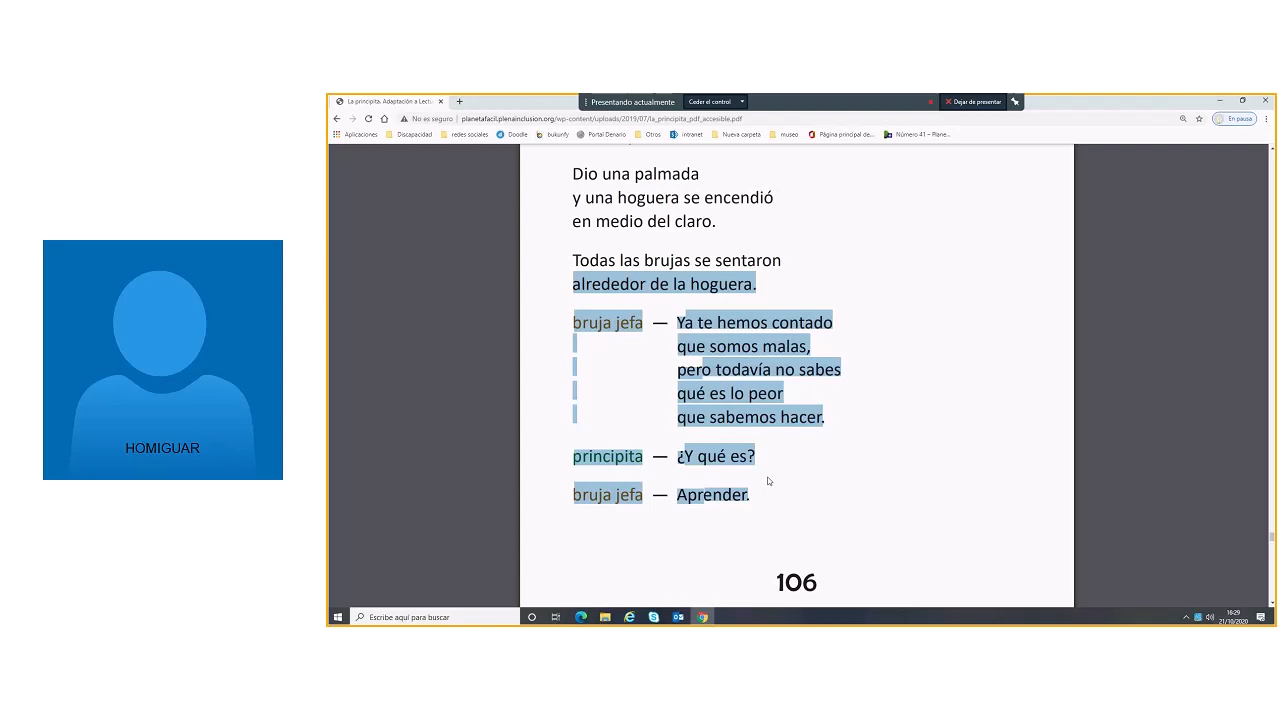 La principita. Adaptación a Lectu
Presentando actualmente
Ceder el control
Dejar de presentar
No es seguro
planetafacil.plenainclusion.org/wp-content/uploads/2019/07/la_principita_pdf_accesible.pdf
En pausa
Aplicaciones
Discapacidad
redes sociales
Doodle
bukunfy
Portal Denario
Otros
intranet
Nueva carpeta
museo
Página principal de...
Número 41 – Plane...
Dio una palmada
y una hoguera se encendió
en medio del claro.
Todas las brujas se sentaron
alrededor de la hoguera.
bruja jefa — Ya te hemos contado
que somos malas,
pero todavía no sabes
qué es lo peor
que sabemos hacer.
principita — ¿Y qué es?
bruja jefa — Aprender.
106
HOMIGUAR
Escribe aquí para buscar
16:29
21/10/2020